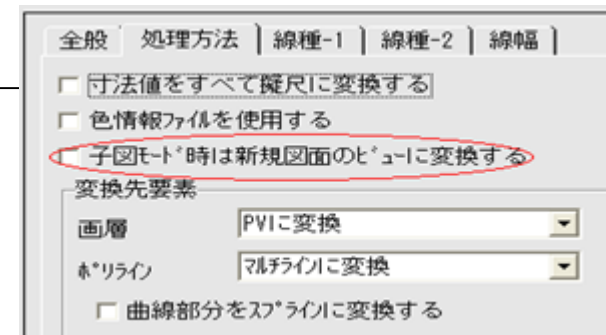 全般 処理方法 線種-1 線種-2 線幅
寸法値をすべて擬尺に変換する
色情報ﾌｧｲﾙを使用する
子図ﾓｰﾄﾞ時は新規図面のﾋﾞｭｰに変換する
変換先要素
画層 PVIに変換
ﾎﾟﾘﾗｲﾝ ﾏﾙﾁﾗｲﾝに変換
曲線部分をｽﾌﾟﾗｲﾝに変換する